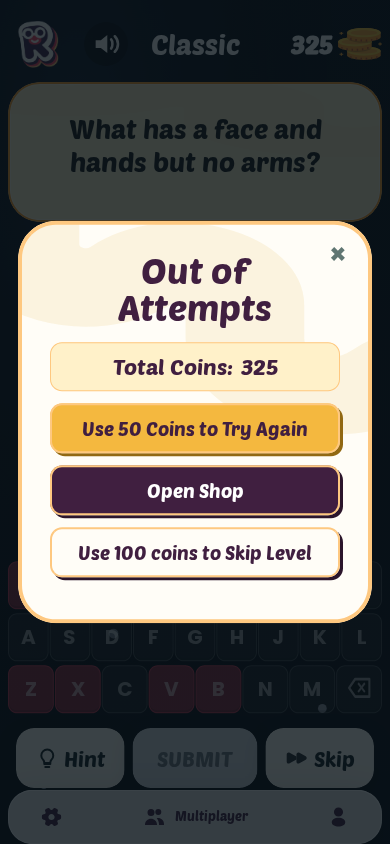 R
Classic
325
What has a face and
hands but no arms?
Out of
Attempts
Total Coins: 325
Use 50 Coins to Try Again
Open Shop
Use 100 coins to Skip Level
A S D F G H J K L
Z X C V B N M
Hint
SUBMIT
Skip
Multiplayer